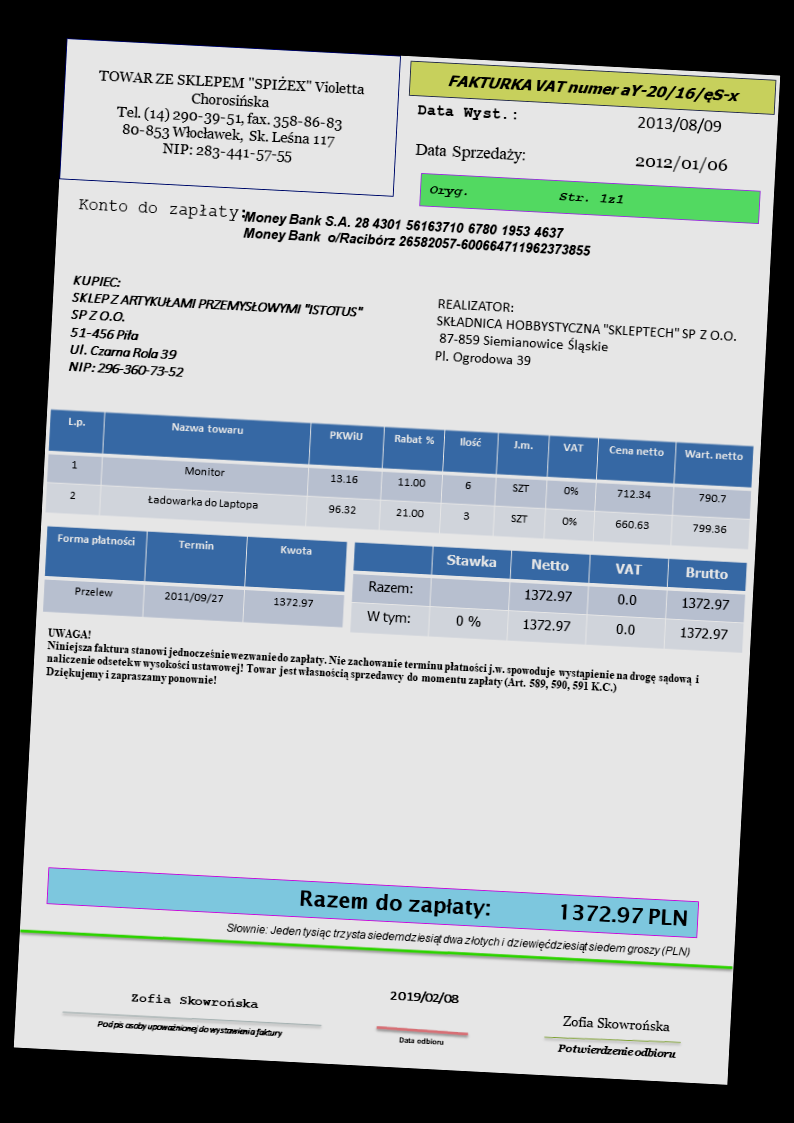 TOWAR ZE SKLEPEM "SPIŻEX" Violetta
Chorosińska
Tel. (14) 290-39-51, fax. 358-86-83
80-853 Włocławek, Sk. Leśna 117
NIP: 283-441-57-55
FAKTURKA VAT numer aY-20/16/ęS-x
Data Wyst.: 2013/08/09
Data Sprzedaży: 2012/01/06
Oryg. Str. 1z1
Konto do zapłaty:
Money Bank S.A. 28 4301 56163710 6780 1953 4637
Money Bank o/Racibórz 26582057-600664711962373855
KUPIEC:
SKLEP Z ARTYKUŁAMI PRZEMYSŁOWYMI "ISTOTUS"
SP Z O.O.
51-456 Piła
Ul. Czarna Rola 39
NIP: 296-360-73-52
REALIZATOR:
SKŁADNICA HOBBYSTYCZNA "SKLEPTECH" SP Z O.O.
87-859 Siemianowice Śląskie
Pl. Ogrodowa 39
L.p. Nazwa towaru PKWiU Rabat % Ilość J.m. VAT Cena netto Wart. netto
1 Monitor 13.16 11.00 6 SZT 0% 712.34 790.7
2 Ładowarka do Laptopa 96.32 21.00 3 SZT 0% 660.63 799.36
Forma płatności Termin Kwota
Przelew 2011/09/27 1372.97
Stawka Netto VAT Brutto
Razem: 1372.97 0.0 1372.97
W tym: 0 % 1372.97 0.0 1372.97
UWAGA!
Niniejsza faktura stanowi jednocześnie wezwanie do zapłaty. Nie zachowanie terminu płatności j.w. spowoduje wystąpienie na drogę sądową i
naliczenie odsetek w wysokości ustawowej! Towar jest własnością sprzedawcy do momentu zapłaty (Art. 589, 590, 591 K.C.)
Dziękujemy i zapraszamy ponownie!
Razem do zapłaty: 1372.97 PLN
Słownie: Jeden tysiąc trzysta siedemdziesiąt dwa złotych i dziewięćdziesiąt siedem groszy (PLN)
Zofia Skowrońska
Podpis osoby upoważnionej do wystawienia faktury
2019/02/08
Data odbioru
Zofia Skowrońska
Potwierdzenie odbioru